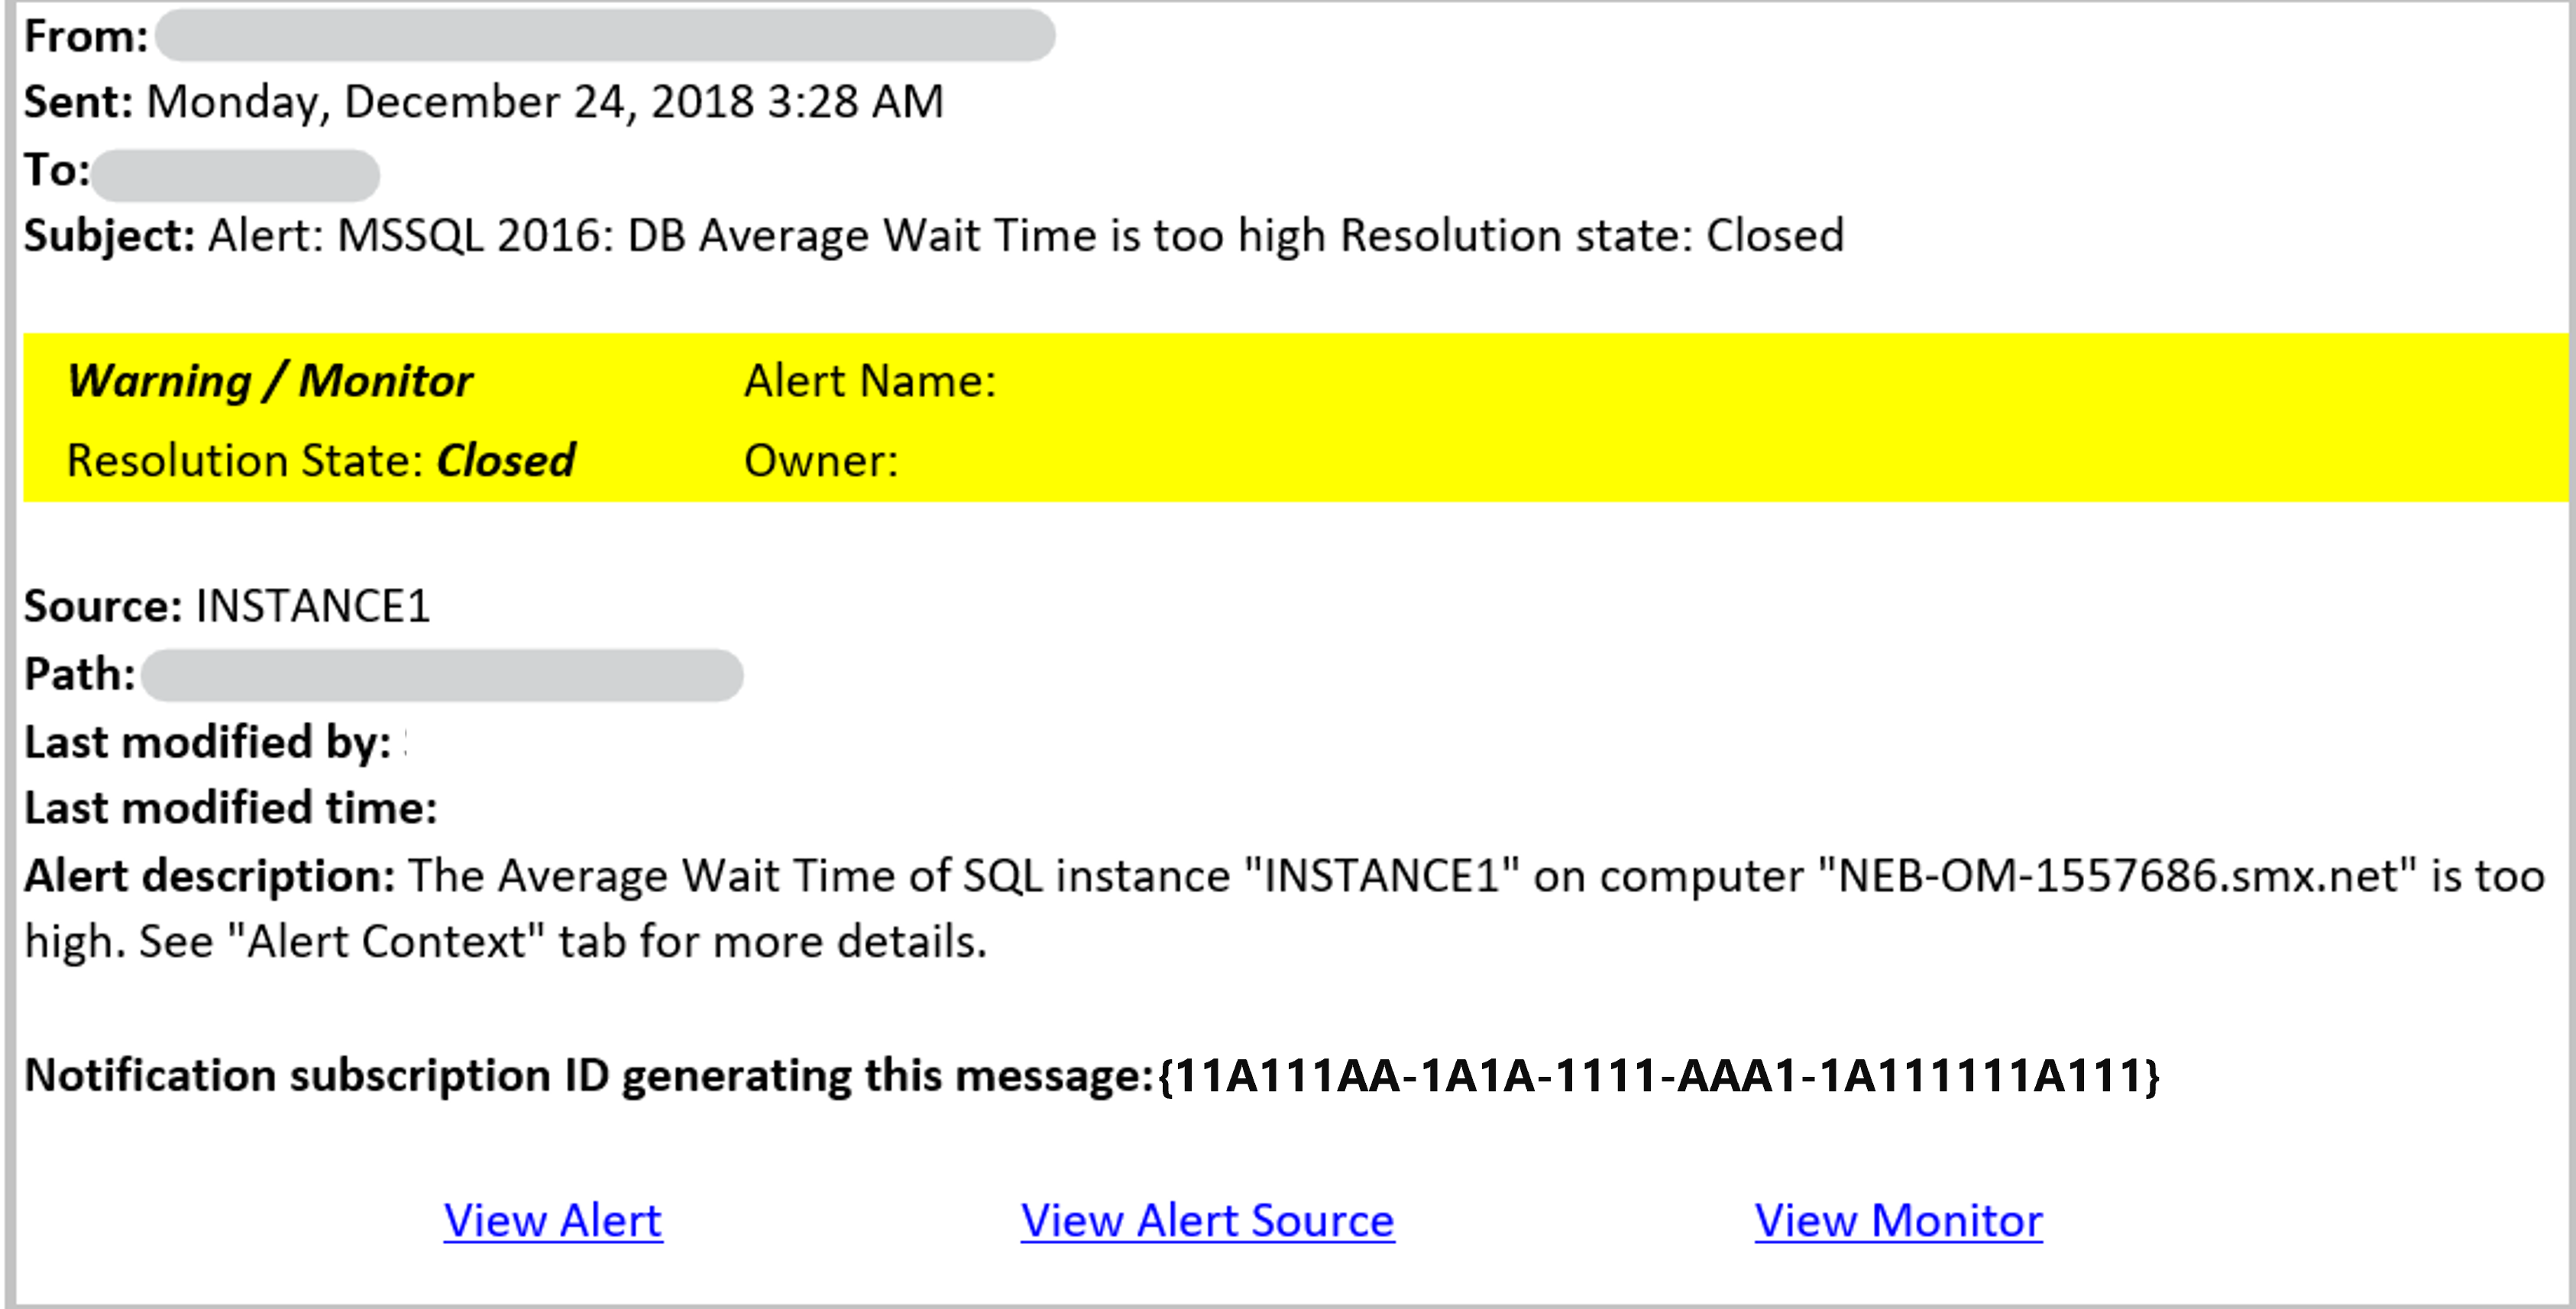 From:
Sent: Monday, December 24, 2018 3:28 AM
To:
Subject: Alert: MSSQL 2016: DB Average Wait Time is too high Resolution state: Closed
Warning / Monitor Alert Name:
Resolution State: Closed Owner:
Source: INSTANCE1
Path:
Last modified by:
Last modified time:
Alert description: The Average Wait Time of SQL instance "INSTANCE1" on computer "NEB-OM-1557686.smx.net" is too
high. See "Alert Context" tab for more details.
Notification subscription ID generating this message:{11A111AA-1A1A-1111-AAA1-1A111111A111}
View Alert View Alert Source View Monitor